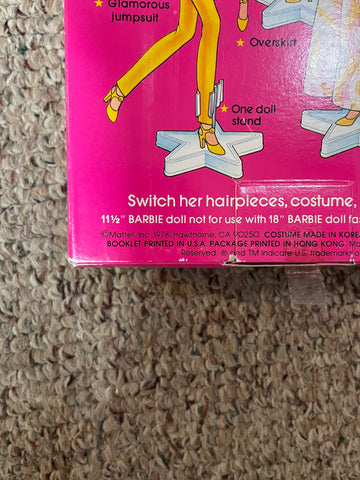 ★ Glamorous
jumpsuit
★ Overskirt
★ One doll
stand
Switch her hairpieces, costume,
11½" BARBIE doll not for use with 18" BARBIE doll fa
©Mattel, Inc. 1978. Hawthorne, CA 90250. COSTUME MADE IN KORE
BOOKLET PRINTED IN U.S.A. PACKAGE PRINTED IN HONG KONG.
Reserved. ® and TM indicate U.S. Trademarks o